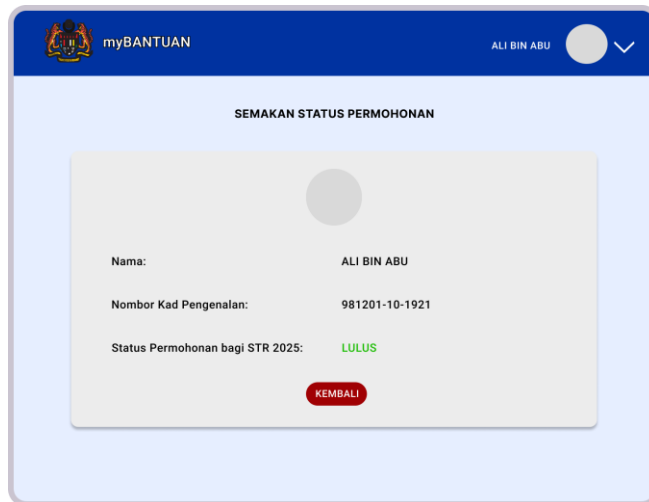 myBANTUAN
ALI BIN ABU
SEMAKAN STATUS PERMOHONAN
Nama: ALI BIN ABU
Nombor Kad Pengenalan: 981201-10-1921
Status Permohonan bagi STR 2025: LULUS
KEMBALI